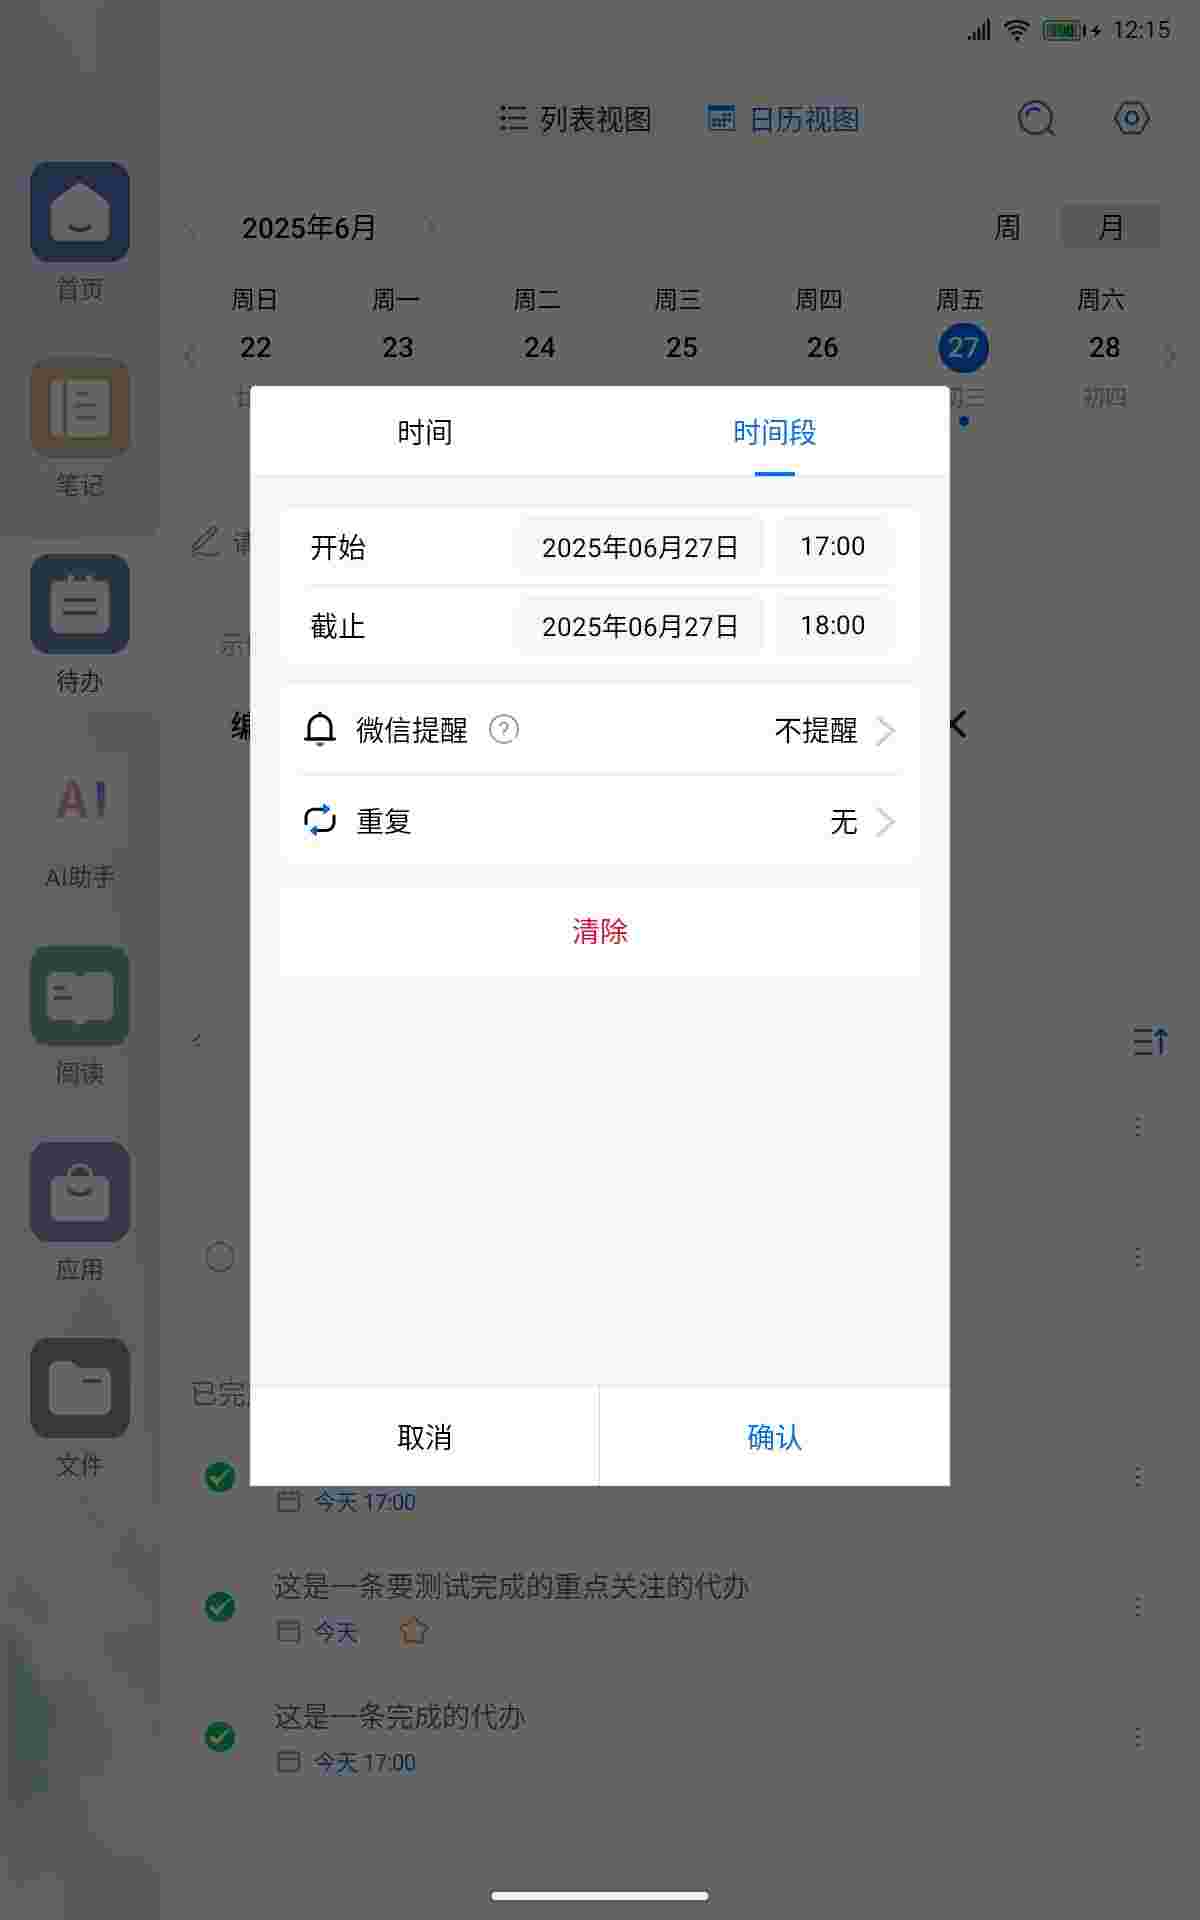 12:15
列表视图 日历视图
2025年6月 周 月
周日 周一 周二 周三 周四 周五 周六
22 23 24 25 26 27 28
初三 初四
首页
笔记
待办
AI助手
阅读
应用
文件
时间 时间段
开始 2025年06月27日 17:00
截止 2025年06月27日 18:00
微信提醒 ? 不提醒
重复 无
清除
取消 确认
已完
今天 17:00
这是一条要测试完成的重点关注的代办
今天
这是一条完成的代办
今天 17:00